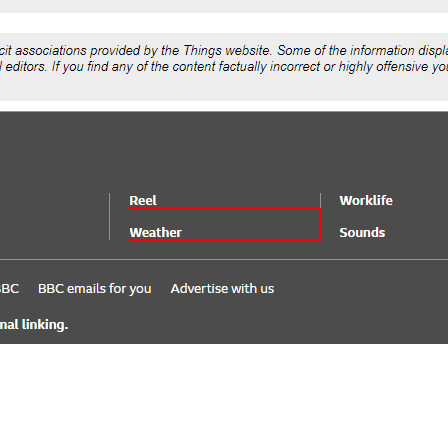 cit associations provided by the Things website. Some of the information displ
editors. If you find any of the content factually incorrect or highly offensive yo
Reel
Worklife
Weather
Sounds
BBC BBC emails for you Advertise with us
nal linking.